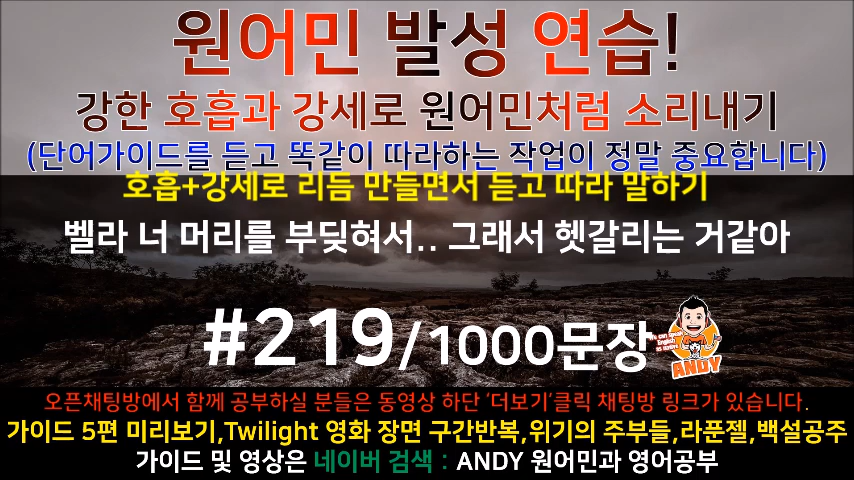 원어민 발성 연습!
강한 호흡과 강세로 원어민처럼 소리내기
(단어가이드를 듣고 똑같이 따라하는 작업이 정말 중요합니다)
호흡+강세로 리듬 만들면서 듣고 따라 말하기
벨라 너 머리를 부딪혀서.. 그래서 헷갈리는 거같아
#219/1000문장
We can speak
English
as native
ANDY
오픈채팅방에서 함께 공부하실 분들은 동영상 하단 '더보기'클릭 채팅방 링크가 있습니다.
가이드 5편 미리보기,Twilight 영화 장면 구간반복,위기의 주부들,라푼젤,백설공주
가이드 및 영상은 네이버 검색 : ANDY 원어민과 영어공부